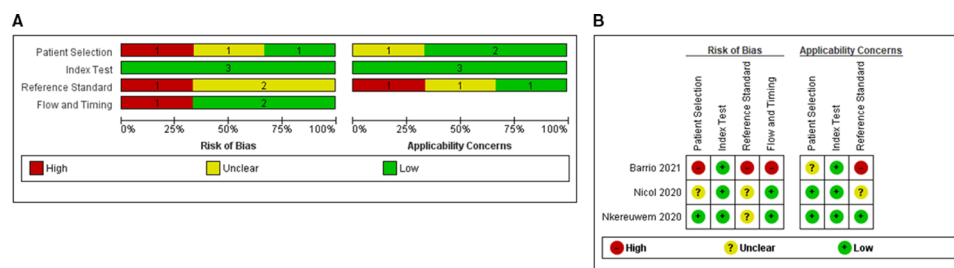 A
Patient Selection 1 1 1 1 2
Index Test 3 3
Reference Standard 1 2 1 1 1
Flow and Timing 1 2
0% 25% 50% 75% 100% 0% 25% 50% 75% 100%
Risk of Bias Applicability Concerns
High Unclear Low
B
Risk of Bias Applicability Concerns
Patient Selection
Index Test
Reference Standard
Flow and Timing
Patient Selection
Index Test
Reference Standard
Barrio 2021 - + - - ? + -
Nicol 2020 ? + ? + + + ?
Nkereuwem 2020 + + ? + + + +
- High ? Unclear + Low